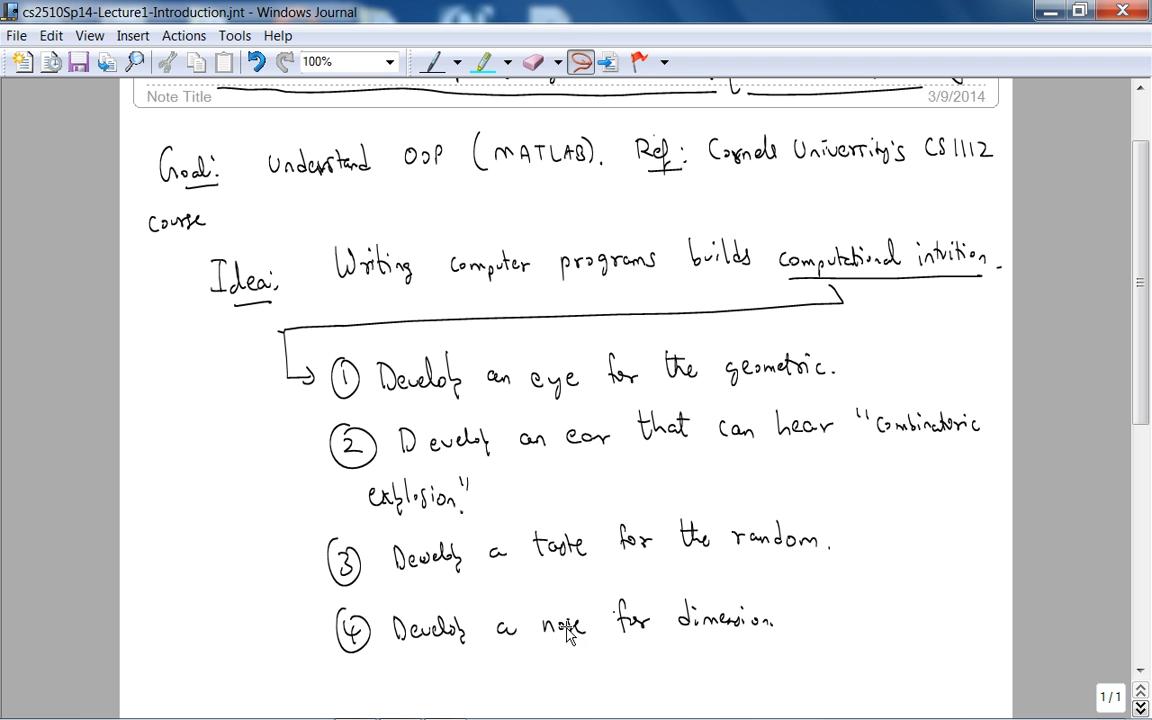 cs2510Sp14-Lecture1-Introduction.jnt - Windows Journal
File Edit View Insert Actions Tools Help
100%
Note Title
3/9/2014
Goal: Understand OOP (MATLAB). Ref: Cornell University's CS1112
course
Idea: Writing computer programs builds computational intuition.
① Develop an eye for the geometric.
② Develop an ear that can hear "combinatoric
explosion."
③ Develop a taste for the random.
④ Develop a nose for dimension.
1/1